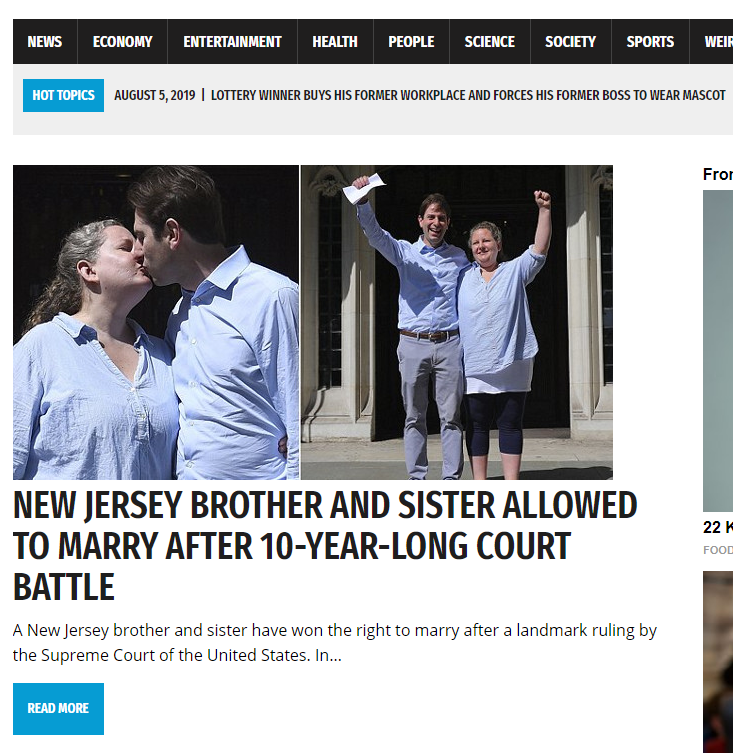 NEWS ECONOMY ENTERTAINMENT HEALTH PEOPLE SCIENCE SOCIETY SPORTS
HOT TOPICS AUGUST 5, 2019 | LOTTERY WINNER BUYS HIS FORMER WORKPLACE AND FORCES HIS FORMER BOSS TO WEAR MASCOT
NEW JERSEY BROTHER AND SISTER ALLOWED
TO MARRY AFTER 10-YEAR-LONG COURT
BATTLE
A New Jersey brother and sister have won the right to marry after a landmark ruling by
the Supreme Court of the United States. In...
READ MORE
22
FOOD